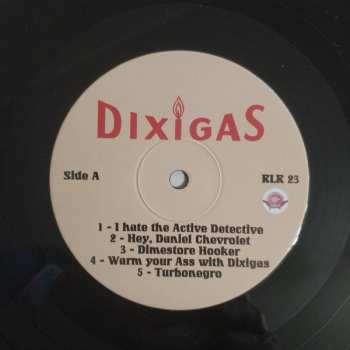 DIXIGAS
Side A
RLR 23
1 - I hate the Active Detective
2 - Hey, Daniel Chevrolet
3 - Dimestore Hooker
4 - Warm your Ass with Dixigas
5 - Turbonegro